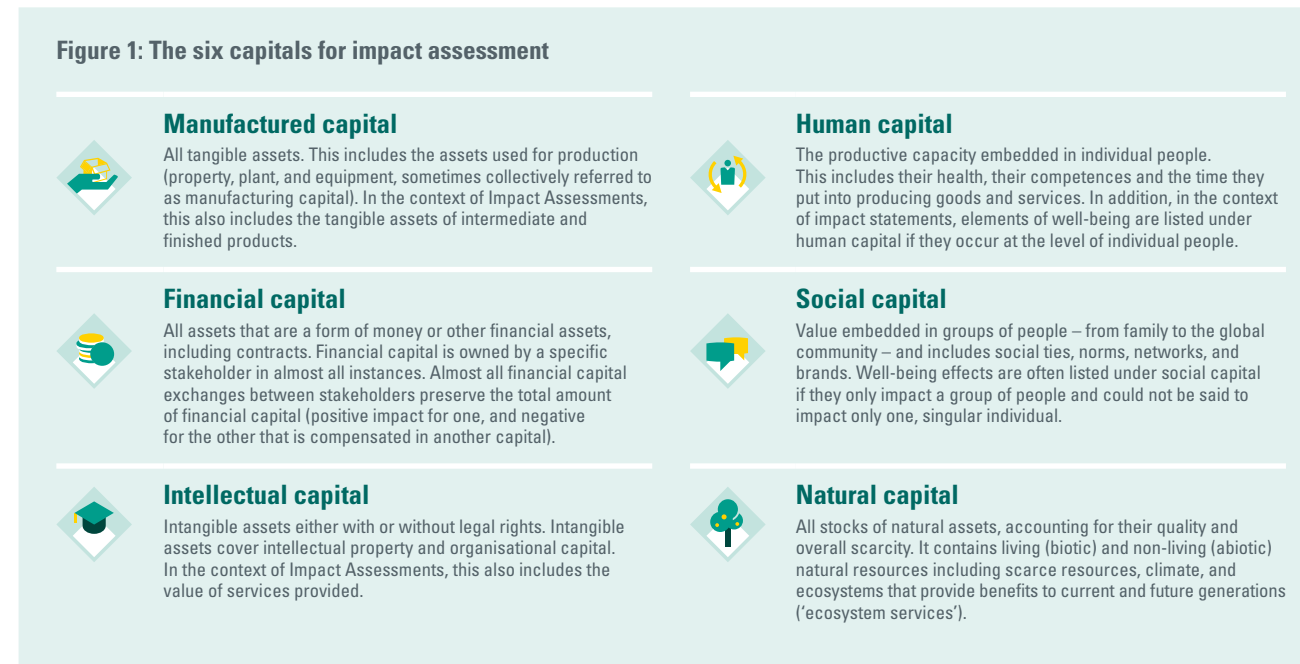 Figure 1: The six capitals for impact assessment
Manufactured capital
All tangible assets. This includes the assets used for production
(property, plant, and equipment, sometimes collectively referred to
as manufacturing capital). In the context of Impact Assessments,
this also includes the tangible assets of intermediate and
finished products.
Human capital
The productive capacity embedded in individual people.
This includes their health, their competences and the time they
put into producing goods and services. In addition, in the context
of impact statements, elements of well-being are listed under
human capital if they occur at the level of individual people.
Financial capital
All assets that are a form of money or other financial assets,
including contracts. Financial capital is owned by a specific
stakeholder in almost all instances. Almost all financial capital
exchanges between stakeholders preserve the total amount
of financial capital (positive impact for one, and negative
for the other that is compensated in another capital).
Social capital
Value embedded in groups of people – from family to the global
community – and includes social ties, norms, networks, and
brands. Well-being effects are often listed under social capital
if they only impact a group of people and could not be said to
impact only one, singular individual.
Intellectual capital
Intangible assets either with or without legal rights. Intangible
assets cover intellectual property and organisational capital.
In the context of Impact Assessments, this also includes the
value of services provided.
Natural capital
All stocks of natural assets, accounting for their quality and
overall scarcity. It contains living (biotic) and non-living (abiotic)
natural resources including scarce resources, climate, and
ecosystems that provide benefits to current and future generations
(‘ecosystem services’).